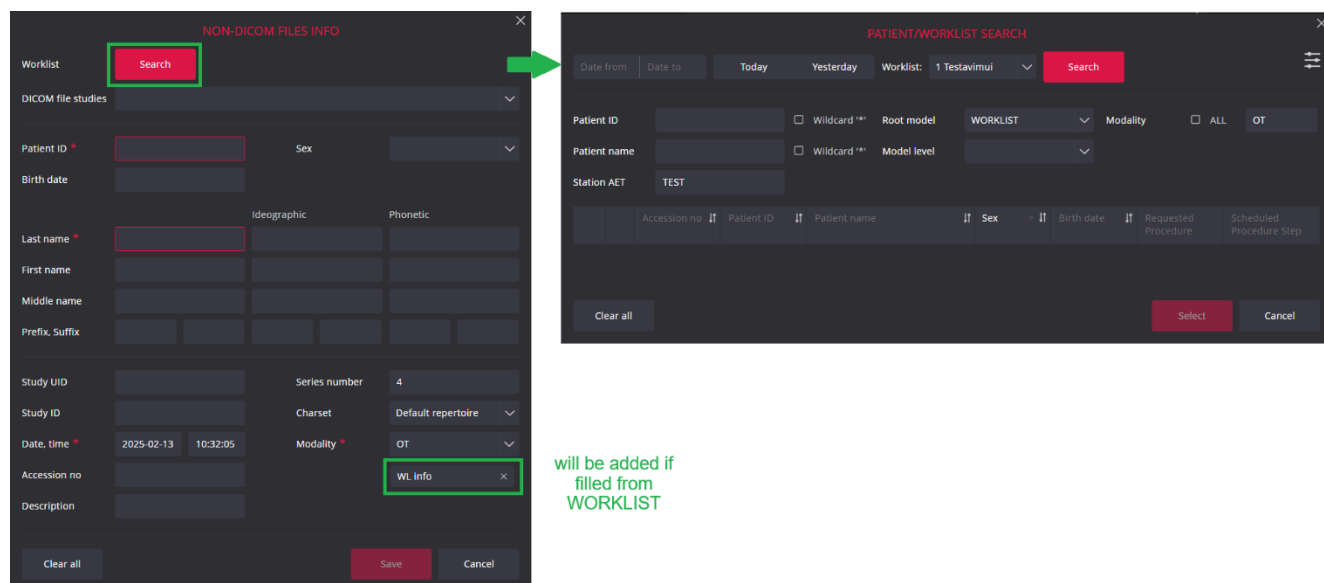 NON-DICOM FILES INFO
Worklist Search
DICOM file studies
Patient ID * Sex
Birth date
Ideographic Phonetic
Last name *
First name
Middle name
Prefix, Suffix
Study UID Series number 4
Study ID Charset Default repertoire
Date, time * 2025-02-13 10:32:05 Modality * OT
Accession no WL info ×
Description
Clear all Save Cancel
PATIENT/WORKLIST SEARCH
Date from Date to Today Yesterday Worklist: 1 Testavimui Search
Patient ID Wildcard '*' Root model WORKLIST Modality ALL OT
Patient name Wildcard '*' Model level
Station AET TEST
Accession no Patient ID Patient name Sex Birth date Requested Procedure Scheduled Procedure Step
Clear all Select Cancel
will be added if
filled from
WORKLIST